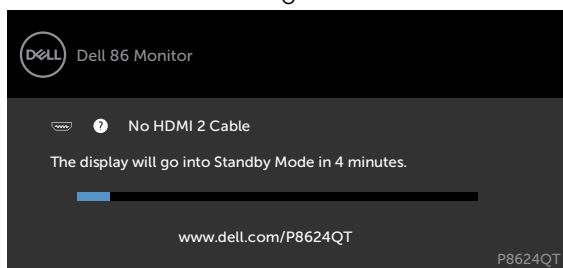 DELL Dell 86 Monitor
? No HDMI 2 Cable
The display will go into Standby Mode in 4 minutes.
www.dell.com/P8624QT
P8624QT